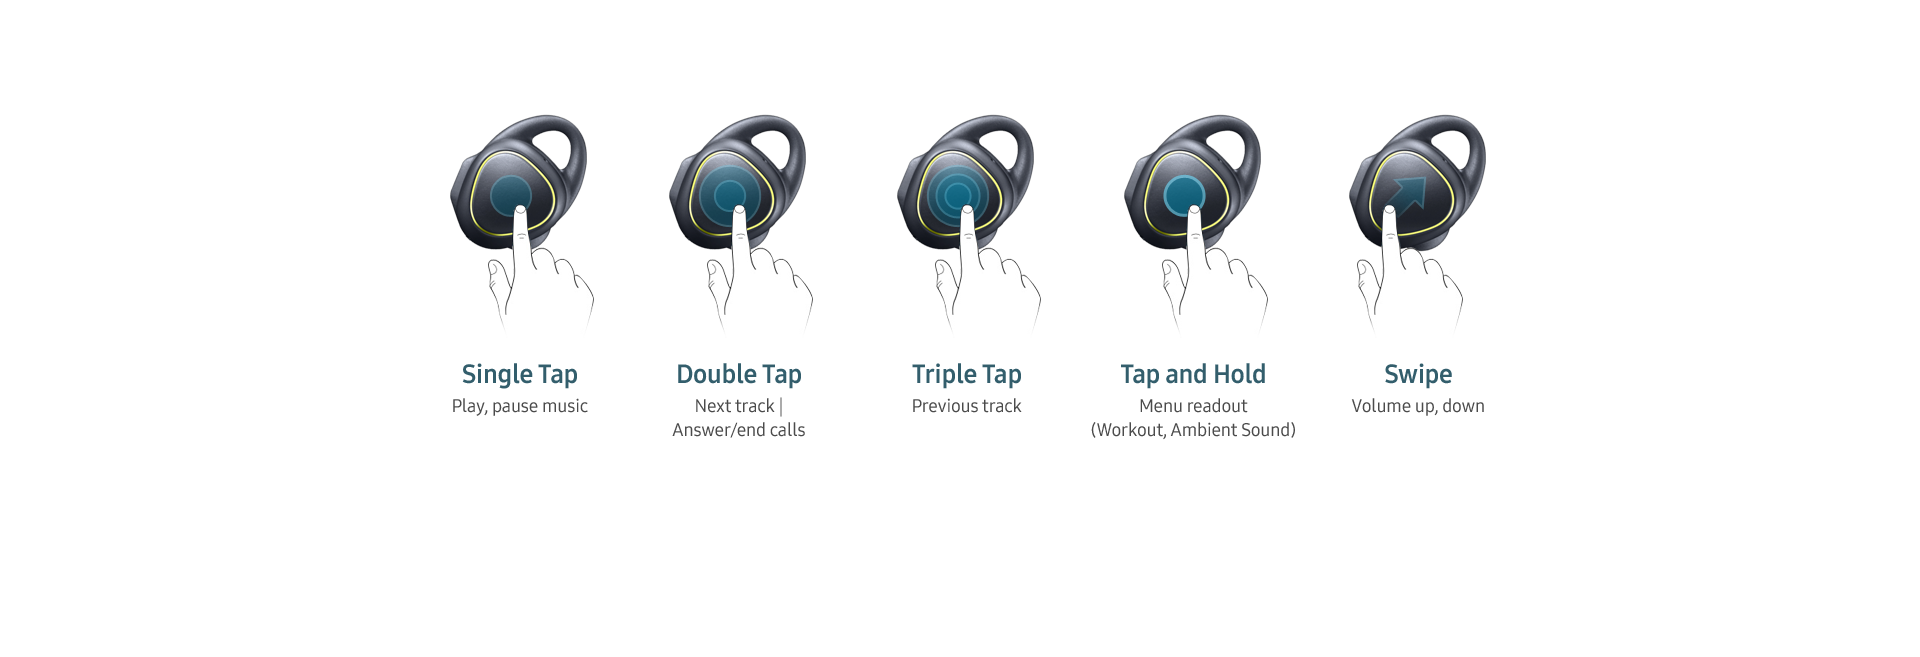 Single Tap
Play, pause music
Double Tap
Next track |
Answer/end calls
Triple Tap
Previous track
Tap and Hold
Menu readout
(Workout, Ambient Sound)
Swipe
Volume up, down